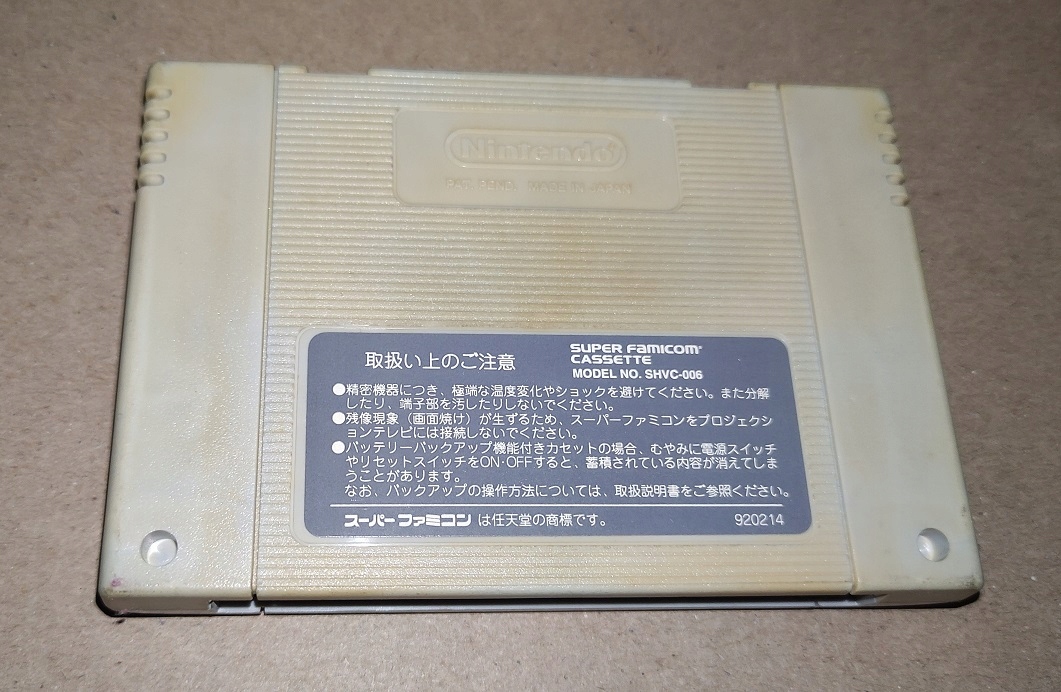 Nintendo
PAT. PEND. MADE IN JAPAN
取扱い上のご注意
SUPER FAMICOM
CASSETTE
MODEL NO. SHVC-006
●精密機器につき、極端な温度変化やショックを避けてください。また分解
したり、端子部を汚したりしないでください。
●残像現象（画面焼け）が生ずるため、スーパーファミコンをプロジェクシ
ョンテレビには接続しないでください。
●バッテリーバックアップ機能付きカセットの場合、むやみに電源スイッチ
やリセットスイッチをON·OFFすると、蓄積されている内容が消えてしま
うことがあります。
なお、バックアップの操作方法については、取扱説明書をご参照ください。
スーパーファミコン は任天堂の商標です。 920214